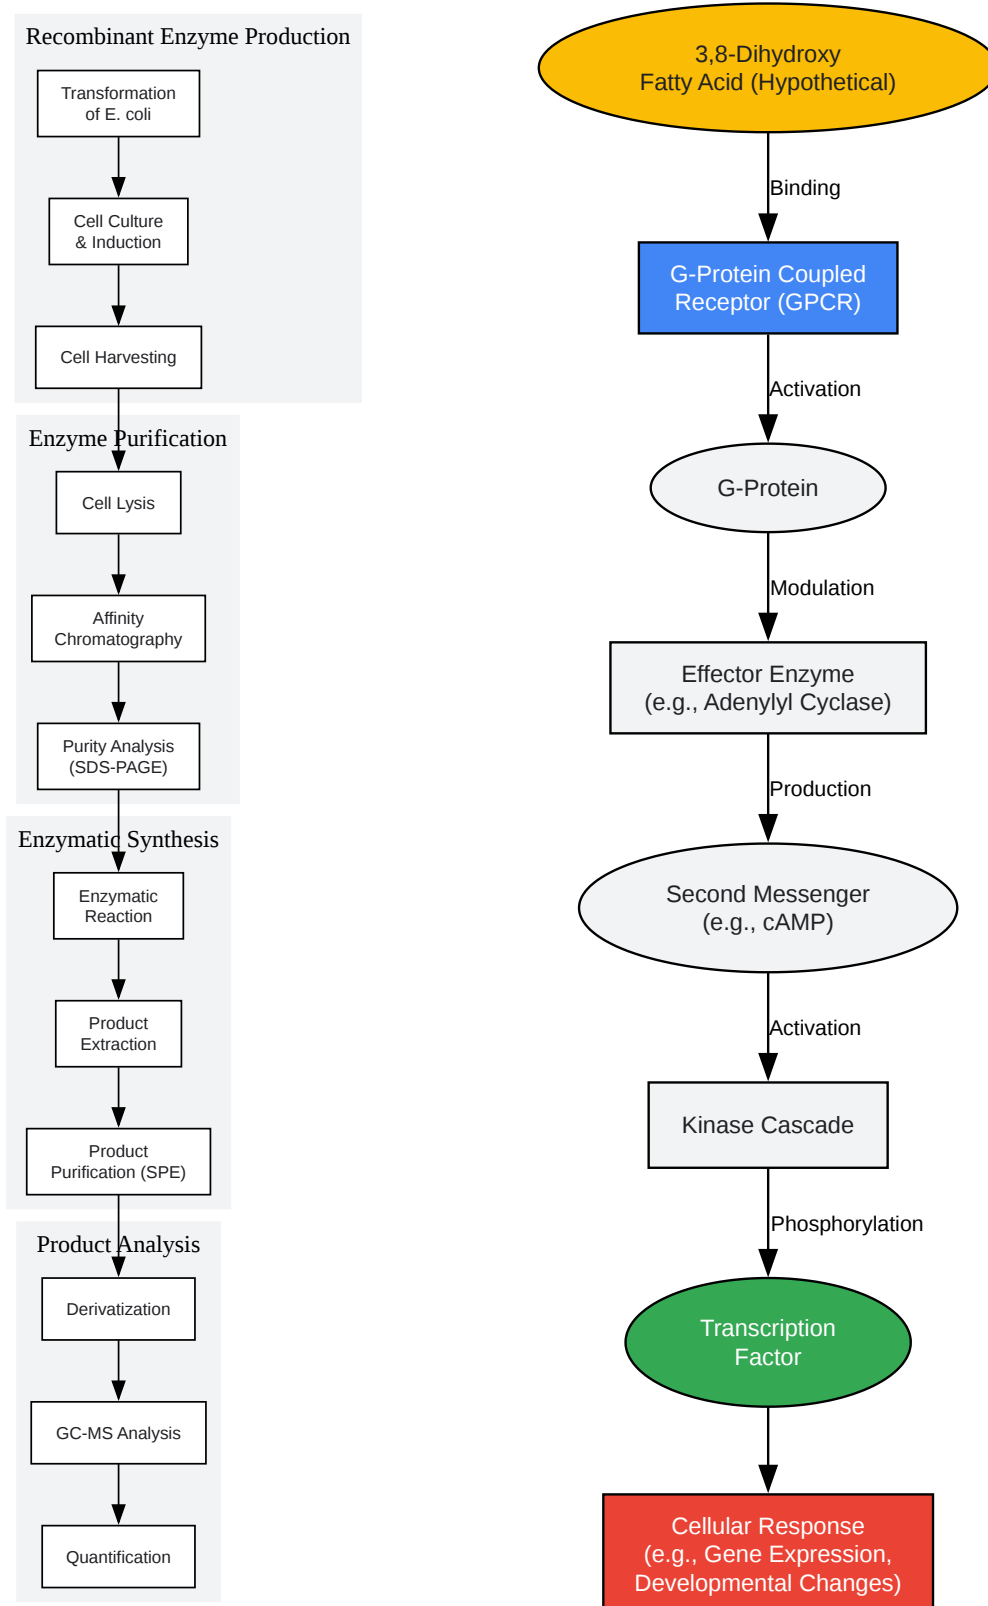 Recombinant Enzyme Production
Transformation
of E. coli
Cell Culture
& Induction
Cell Harvesting
Enzyme Purification
Cell Lysis
Affinity
Chromatography
Purity Analysis
(SDS-PAGE)
Enzymatic Synthesis
Enzymatic
Reaction
Product
Extraction
Product
Purification (SPE)
Product Analysis
Derivatization
GC-MS Analysis
Quantification
3,8-Dihydroxy
Fatty Acid (Hypothetical)
Binding
G-Protein Coupled
Receptor (GPCR)
Activation
G-Protein
Modulation
Effector Enzyme
(e.g., Adenylyl Cyclase)
Production
Second Messenger
(e.g., cAMP)
Activation
Kinase Cascade
Phosphorylation
Transcription
Factor
Cellular Response
(e.g., Gene Expression,
Developmental Changes)